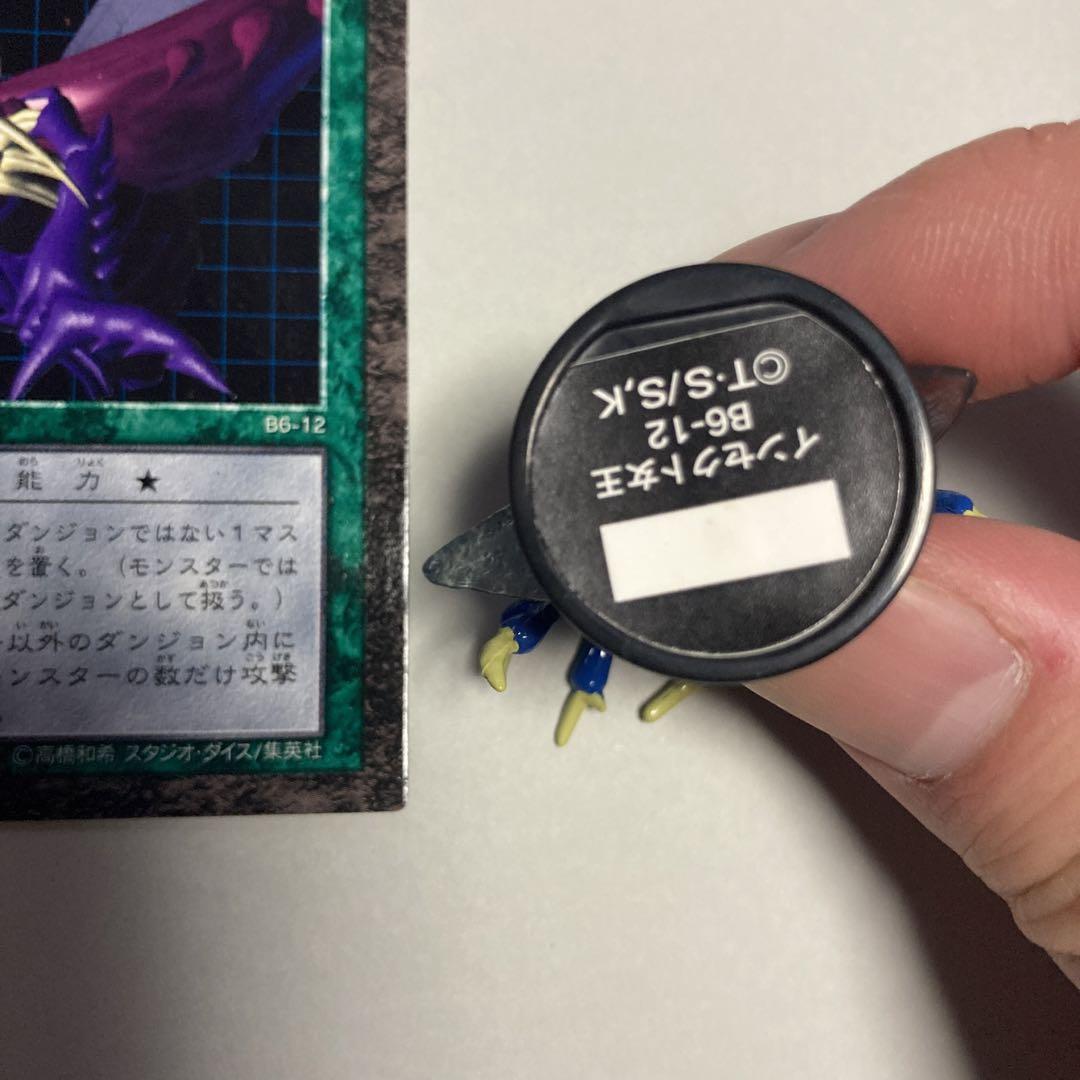 B6-12
能力 ★
ダンジョンではない1マス
を置く。(モンスターでは
ダンジョンとして扱う。)
以外のダンジョン内に
ンスターの数だけ攻撃
©高橋和希 スタジオ・ダイス/集英社
インセクト女王
B6-12
©T·S/S,K